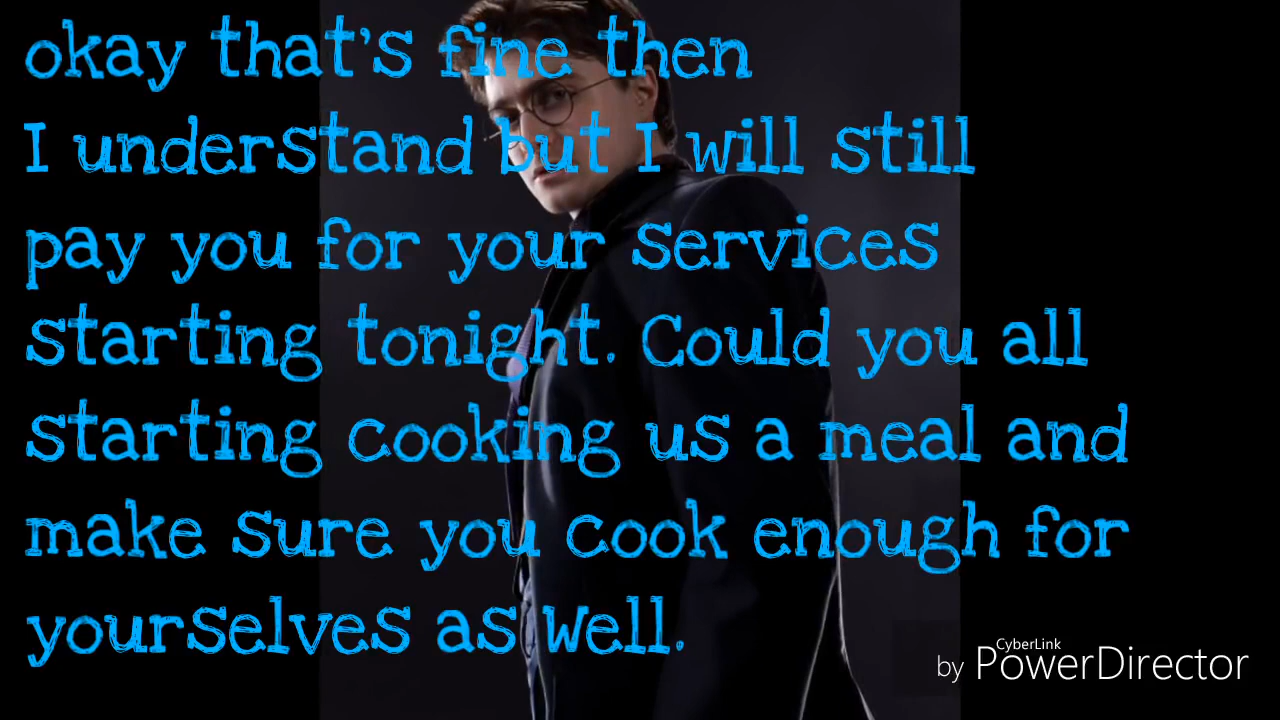 okay that's fine then
I understand but I will still
pay you for your services
starting tonight. Could you all
starting cooking us a meal and
make sure you cook enough for
yourselves as well.
CyberLink
by PowerDirector